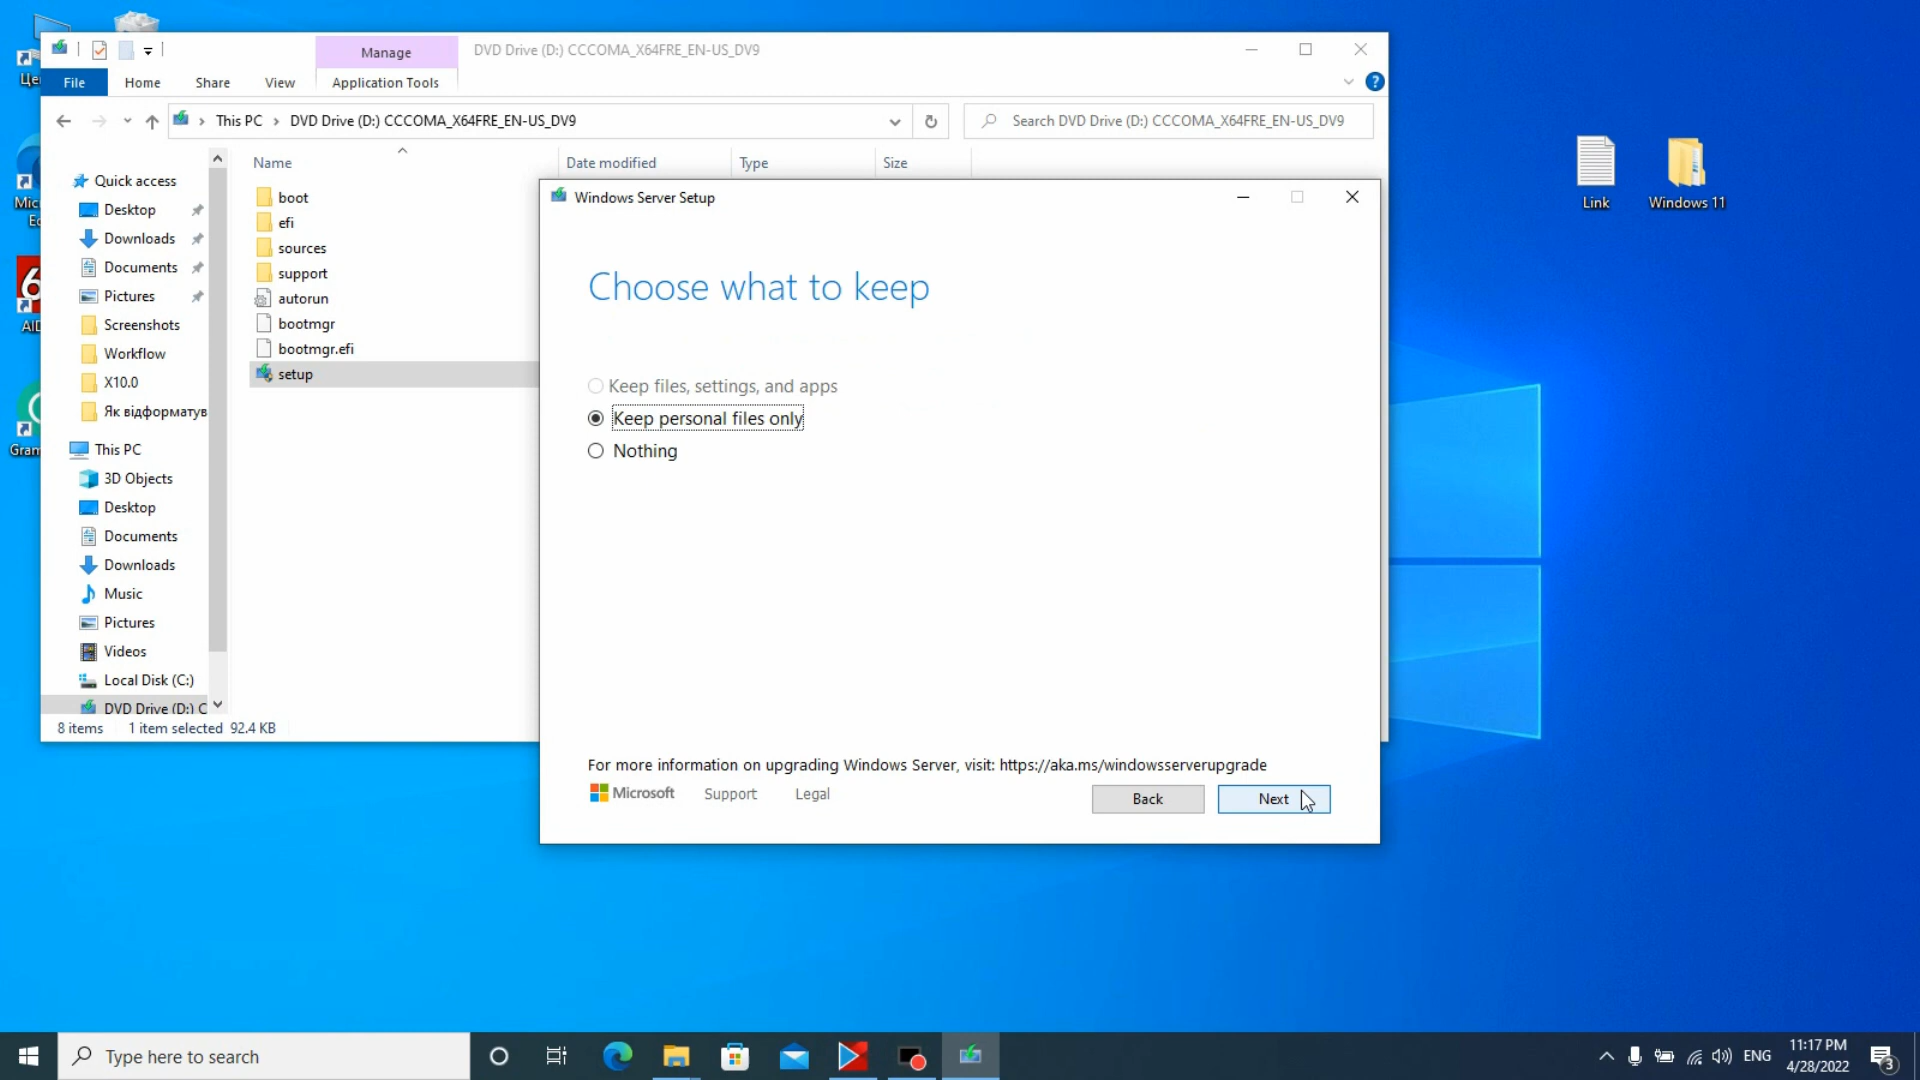 Manage
DVD Drive (D:) CCCOMA_X64FRE_EN-US_DV9
File
Home
Share
View
Application Tools
This PC
DVD Drive (D:) CCCOMA_X64FRE_EN-US_DV9
Search DVD Drive (D:) CCCOMA_X64FRE_EN-US_DV9
Name
Date modified
Type
Size
Quick access
Desktop
Downloads
Documents
Pictures
Screenshots
Workflow
X10.0
Як відформатув
This PC
3D Objects
Desktop
Documents
Downloads
Music
Pictures
Videos
Local Disk (C:)
DVD Drive (D:) C
boot
efi
sources
support
autorun
bootmgr
bootmgr.efi
setup
8 items
1 item selected 92.4 KB
Windows Server Setup
Choose what to keep
Keep files, settings, and apps
Keep personal files only
Nothing
For more information on upgrading Windows Server, visit: https://aka.ms/windowsserverupgrade
Microsoft
Support
Legal
Back
Next
Link
Windows 11
Type here to search
ENG
11:17 PM
4/28/2022
3